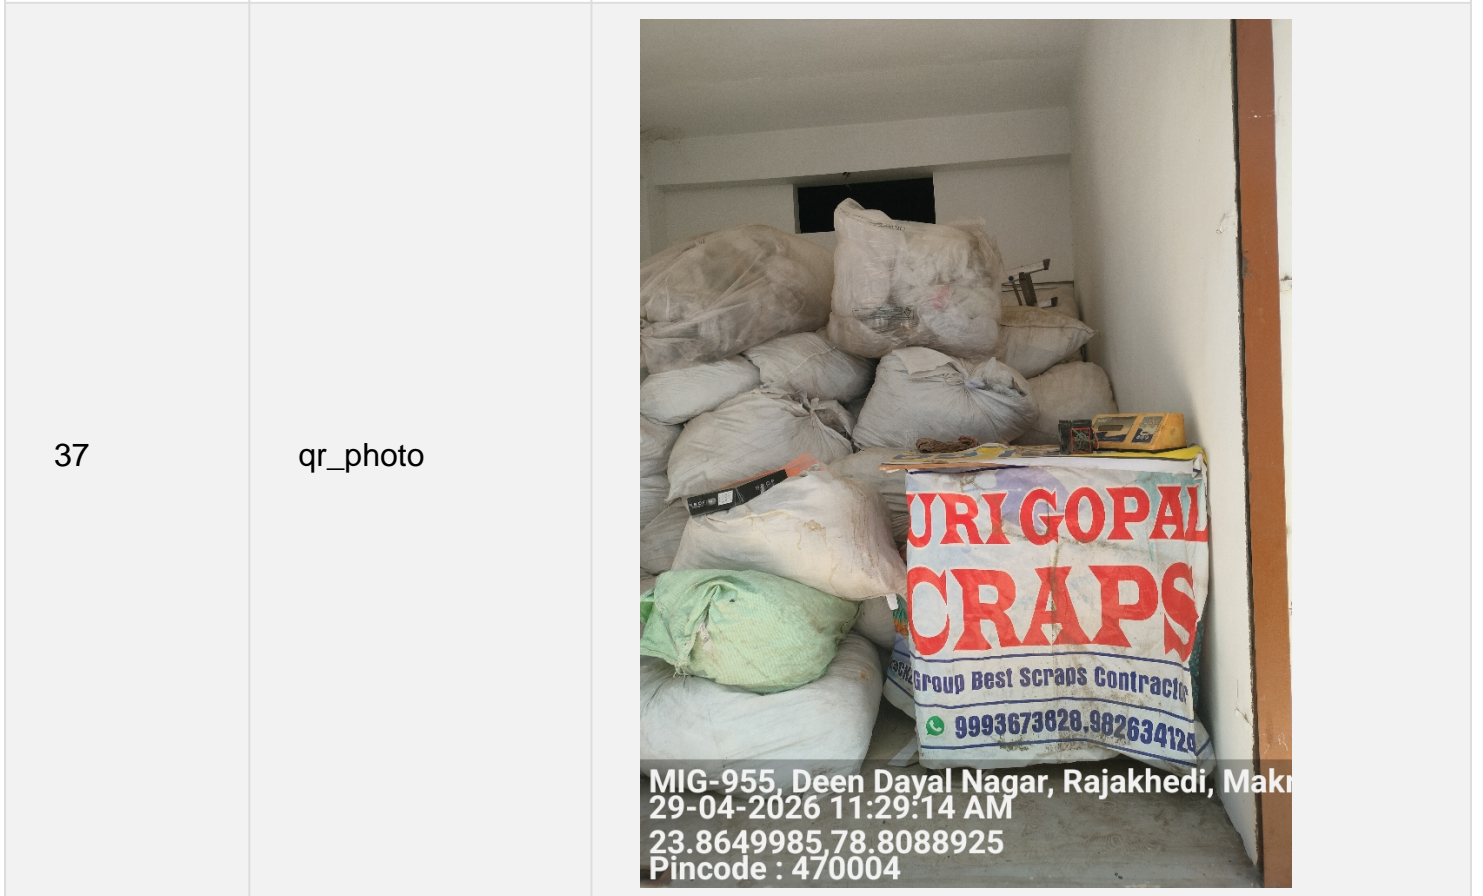 37
qr_photo
URI GOPAL
CRAPS
Group Best Scraps Contractor
9993673828,982634124
MIG-955, Deen Dayal Nagar, Rajakhedi, Makr
29-04-2026 11:29:14 AM
23.8649985,78.8088925
Pincode : 470004